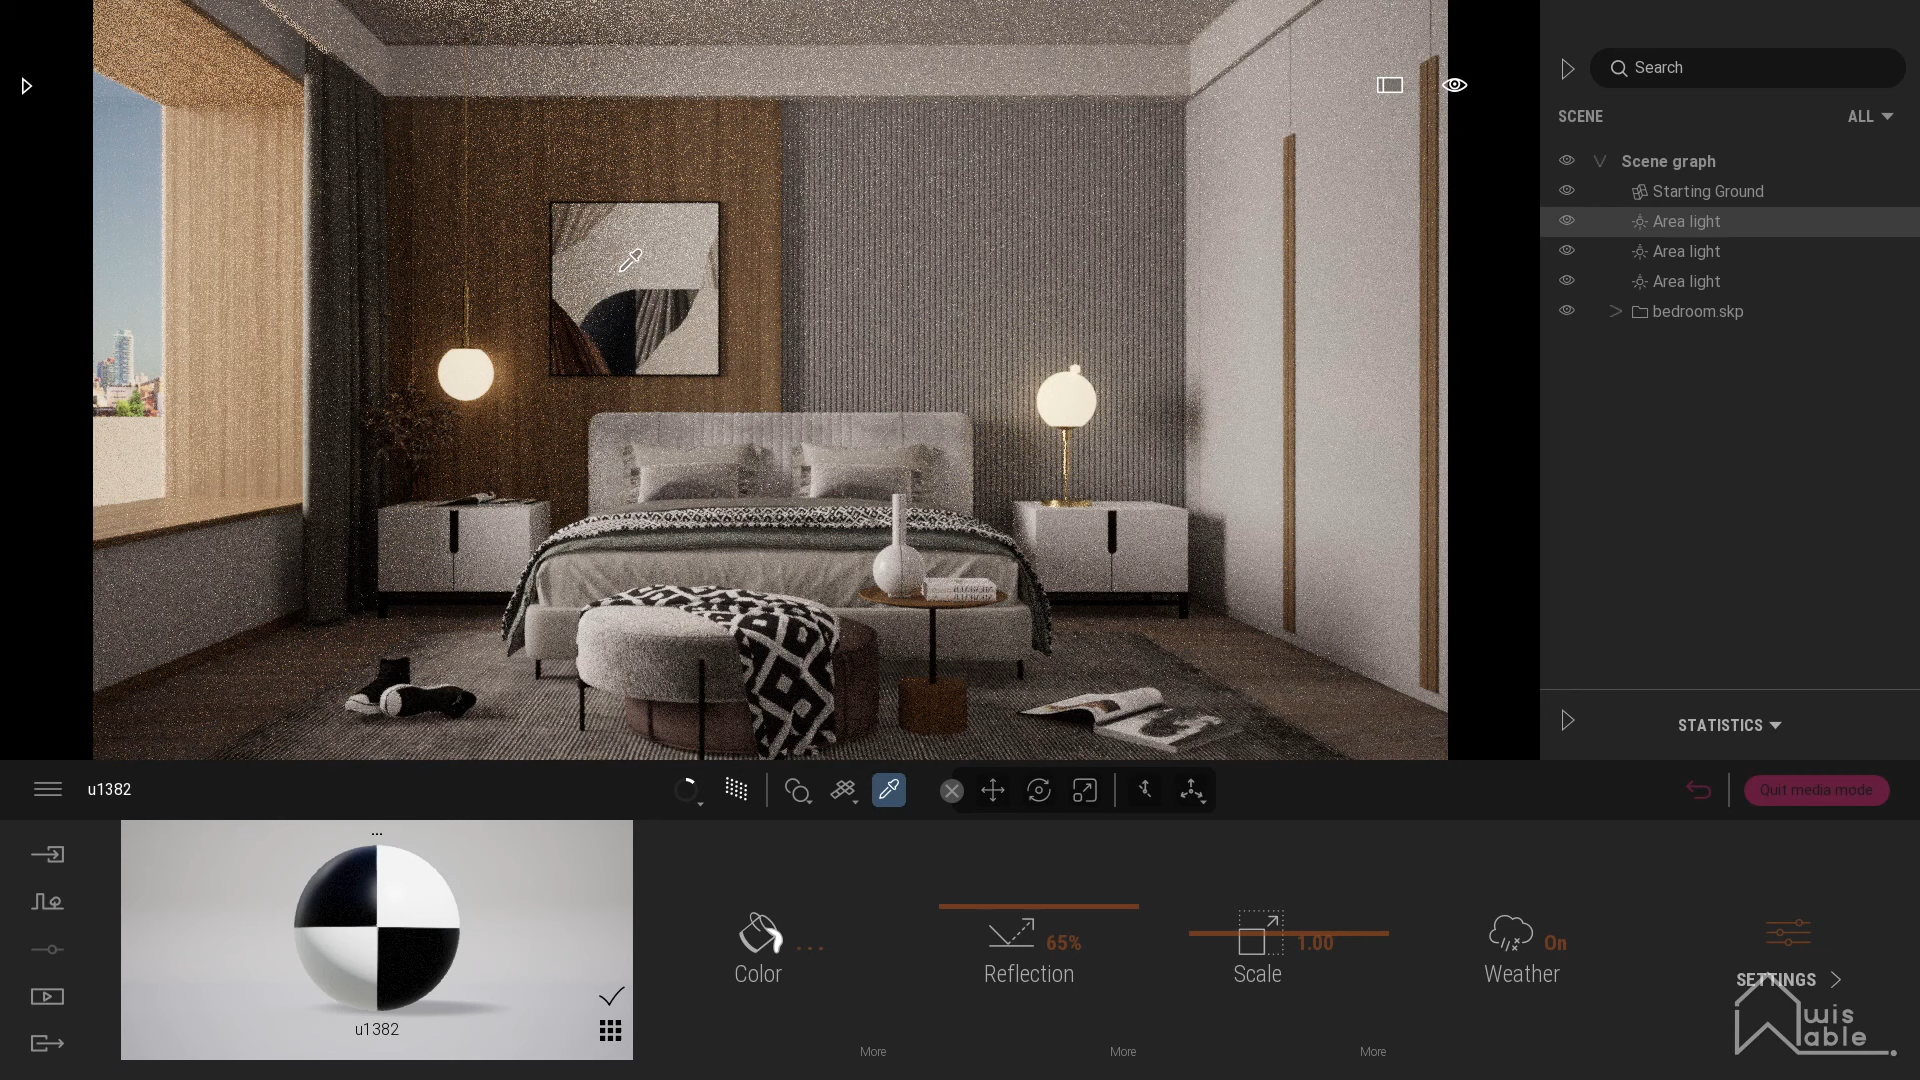 Search
SCENE
ALL
Scene graph
Starting Ground
Area light
Area light
Area light
bedroom.skp
STATISTICS
u1382
Quit media mode
...
u1382
Color
...
More
Reflection
65%
More
Scale
1.00
More
Weather
On
SETTINGS
wis
able